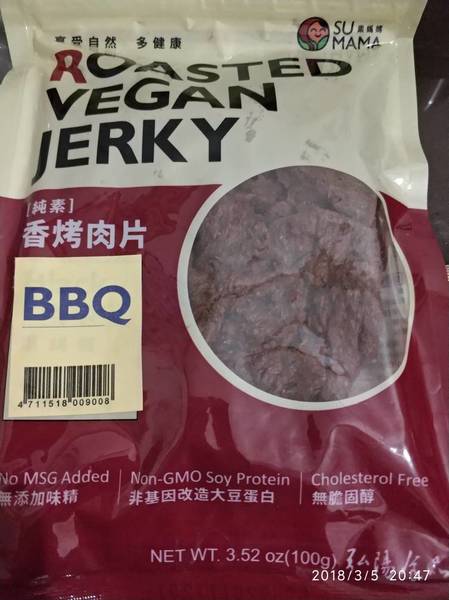 享受自然 多健康
SU 素媽媽
MAMA
ROASTED
VEGAN
JERKY
[純素]
香烤肉片
BBQ
4 711518 009008
No MSG Added
無添加味精
Non-GMO Soy Protein
非基因改造大豆蛋白
Cholesterol Free
無膽固醇
NET WT. 3.52 oz(100g)
2018/3/5 20:47